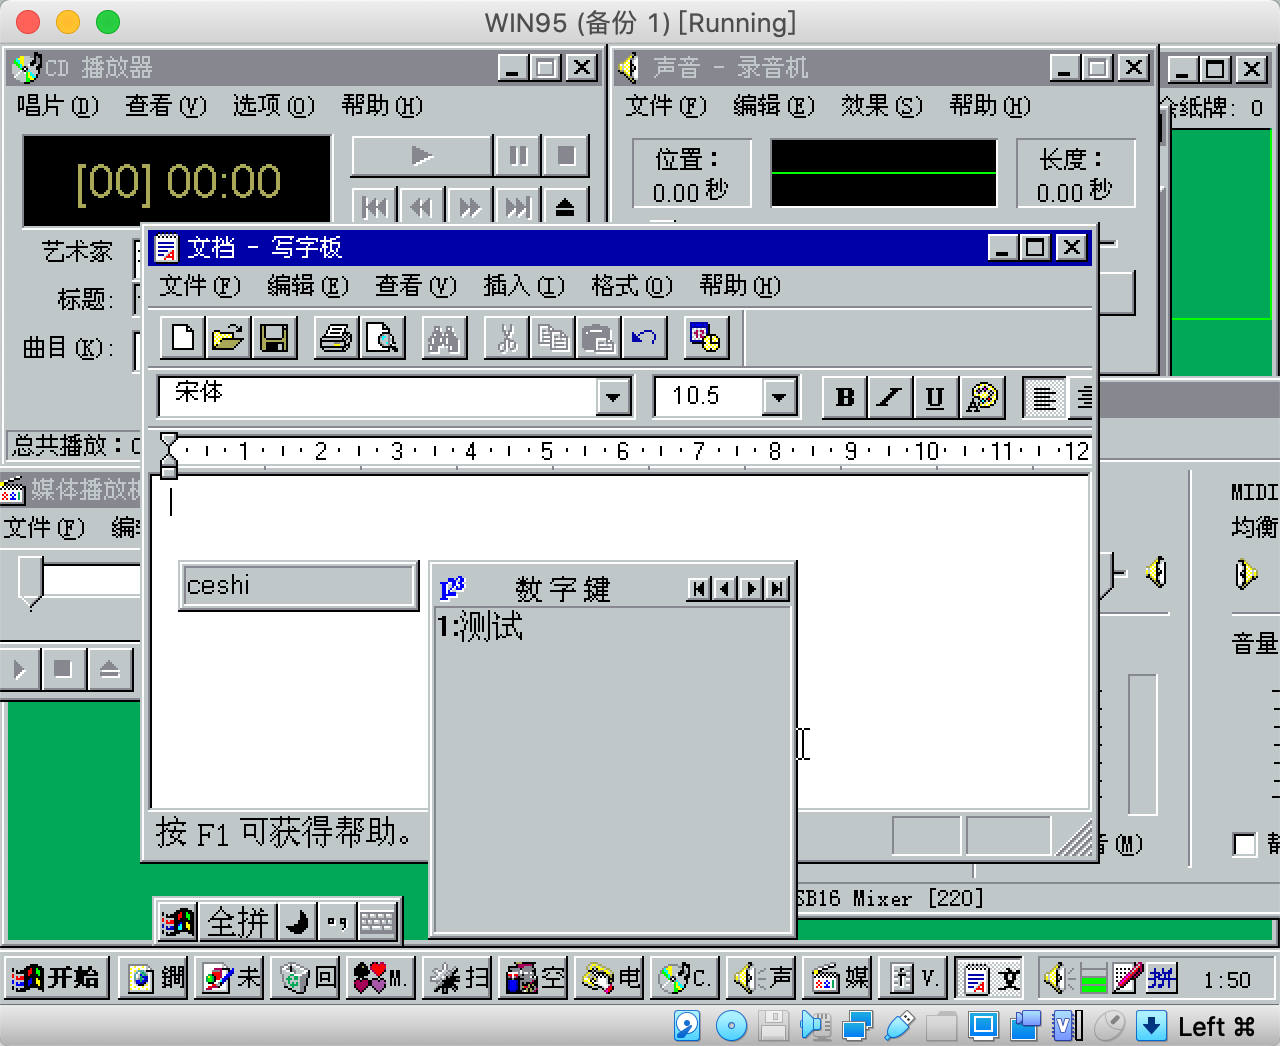 WIN95 (备份 1) [Running]
CD 播放器
唱片(D) 查看(V) 选项(O) 帮助(H)
[00] 00:00
艺术家
标题:
曲目(K):
总共播放:
声音 - 录音机
文件(F) 编辑(E) 效果(S) 帮助(H)
位置:
0.00 秒
长度:
0.00 秒
纸牌: 0
文档 - 写字板
文件(F) 编辑(E) 查看(V) 插入(I) 格式(O) 帮助(H)
宋体
10.5
B I U
1 2 3 4 5 6 7 8 9 10 11 12
媒体播放
文件(F) 编
ceshi
数字键
1:测试
按 F1 可获得帮助。
MIDI
均衡
音量
音(M)
静
SB16 Mixer [220]
全拼
开始
未
回
M.
扫
空
电
C.
声
媒
V.
文
拼
1:50
Left ⌘